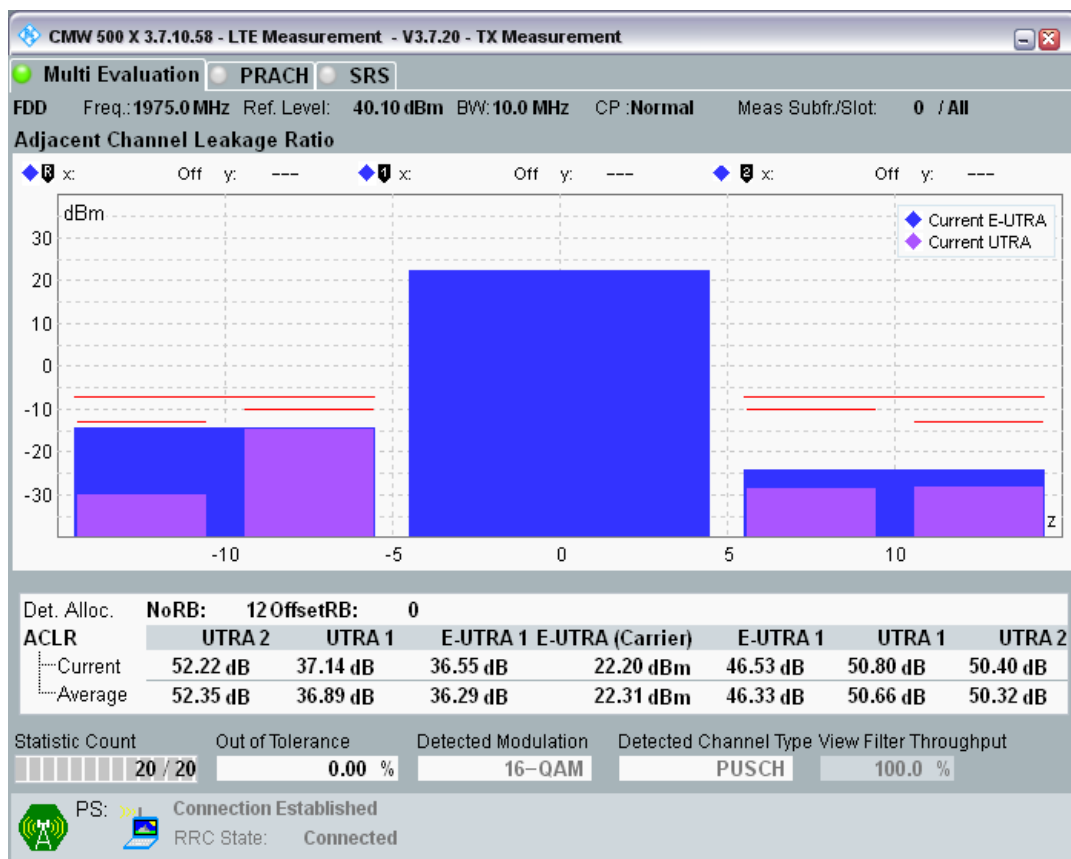 CMW 500 X 3.7.10.58 - LTE Measurement - V3.7.20 - TX Measurement
Multi Evaluation PRACH SRS
FDD Freq.: 1975.0 MHz Ref. Level: 40.10 dBm BW: 10.0 MHz CP :Normal Meas Subfr./Slot: 0 / All
Adjacent Channel Leakage Ratio
R x: Off y: --- 1 x: Off y: --- 2 x: Off y: ---
dBm
Current E-UTRA
Current UTRA
30
20
10
0
-10
-20
-30
z
-10 -5 0 5 10
Det. Alloc. NoRB: 12 OffsetRB: 0
ACLR UTRA 2 UTRA 1 E-UTRA 1 E-UTRA (Carrier) E-UTRA 1 UTRA 1 UTRA 2
Current 52.22 dB 37.14 dB 36.55 dB 22.20 dBm 46.53 dB 50.80 dB 50.40 dB
Average 52.35 dB 36.89 dB 36.29 dB 22.31 dBm 46.33 dB 50.66 dB 50.32 dB
Statistic Count Out of Tolerance Detected Modulation Detected Channel Type View Filter Throughput
20 / 20 0.00 % 16-QAM PUSCH 100.0 %
PS: Connection Established
RRC State: Connected